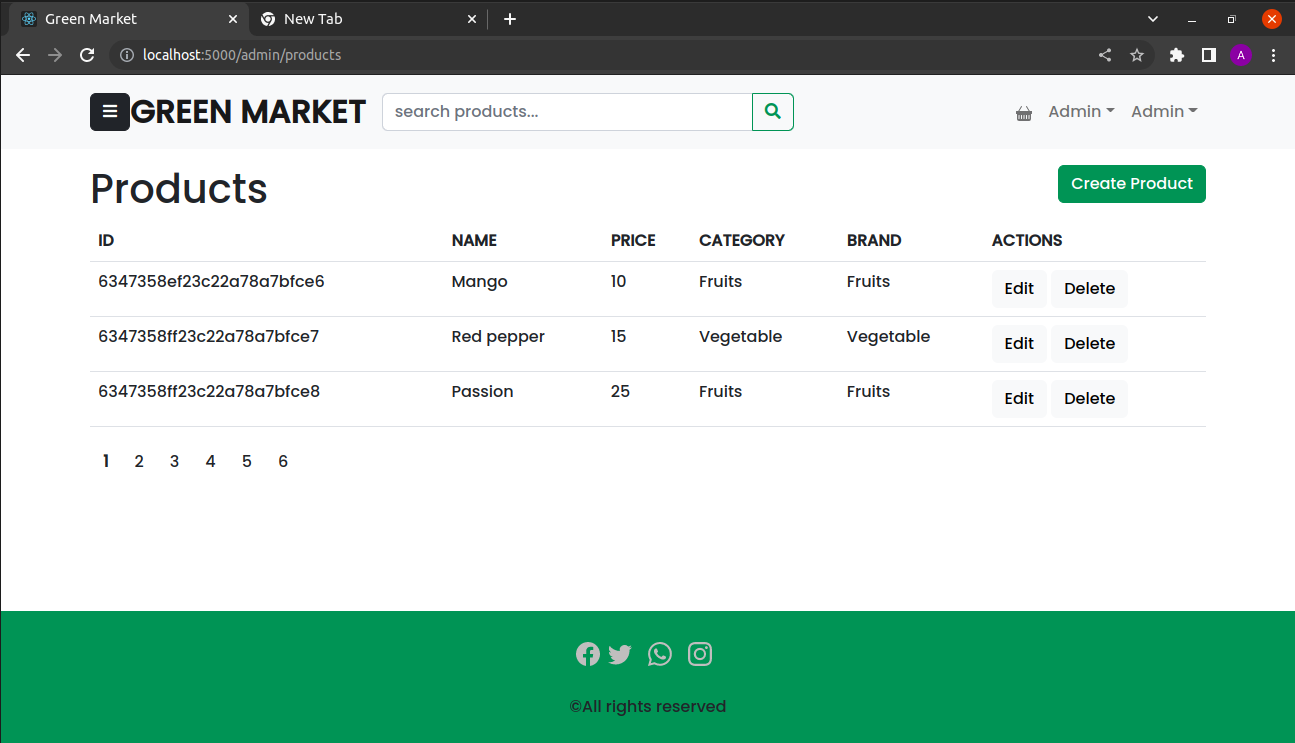 Green Market
New Tab
localhost:5000/admin/products
A
GREEN MARKET
search products...
Admin
Admin
Products
Create Product
ID NAME PRICE CATEGORY BRAND ACTIONS
6347358ef23c22a78a7bfce6 Mango 10 Fruits Fruits Edit Delete
6347358ff23c22a78a7bfce7 Red pepper 15 Vegetable Vegetable Edit Delete
6347358ff23c22a78a7bfce8 Passion 25 Fruits Fruits Edit Delete
1 2 3 4 5 6
©All rights reserved